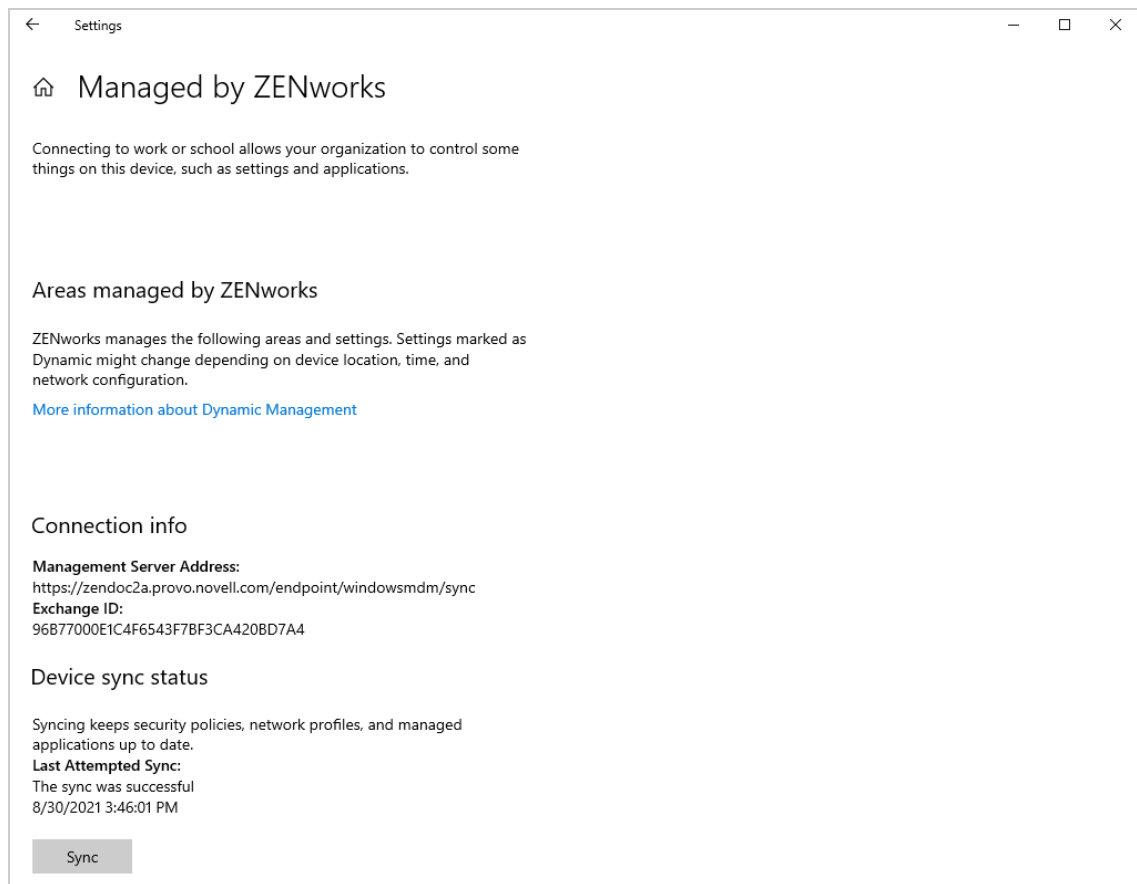 Settings
Managed by ZENworks
Connecting to work or school allows your organization to control some
things on this device, such as settings and applications.
Areas managed by ZENworks
ZENworks manages the following areas and settings. Settings marked as
Dynamic might change depending on device location, time, and
network configuration.
More information about Dynamic Management
Connection info
Management Server Address:
https://zendoc2a.provo.novell.com/endpoint/windowsmdm/sync
Exchange ID:
96B77000E1C4F6543F7BF3CA420BD7A4
Device sync status
Syncing keeps security policies, network profiles, and managed
applications up to date.
Last Attempted Sync:
The sync was successful
8/30/2021 3:46:01 PM
Sync